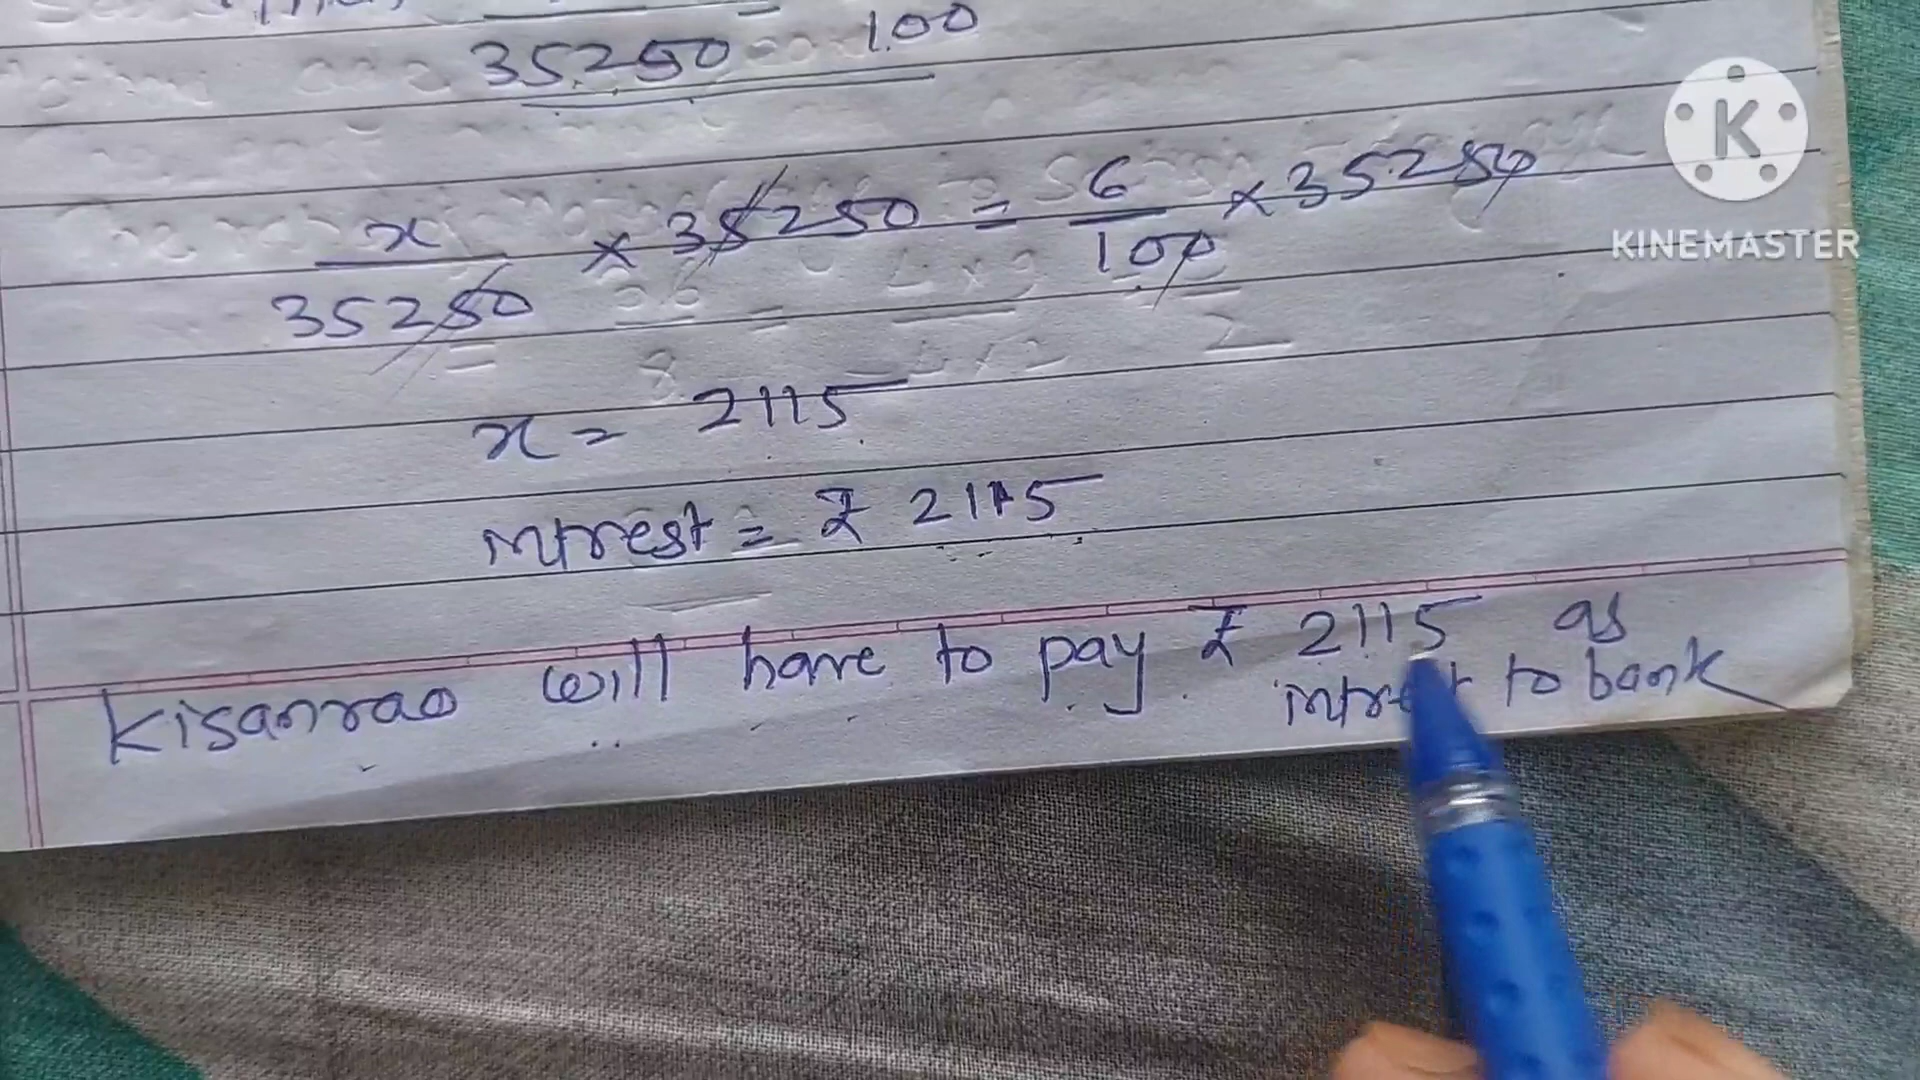 35250 100
x/35250 × 35250 = 6/100 × 35250
x = 2115
intrest = ₹ 2115
Kisanrao will have to pay ₹ 2115 as
intrest to bank
K
KINEMASTER